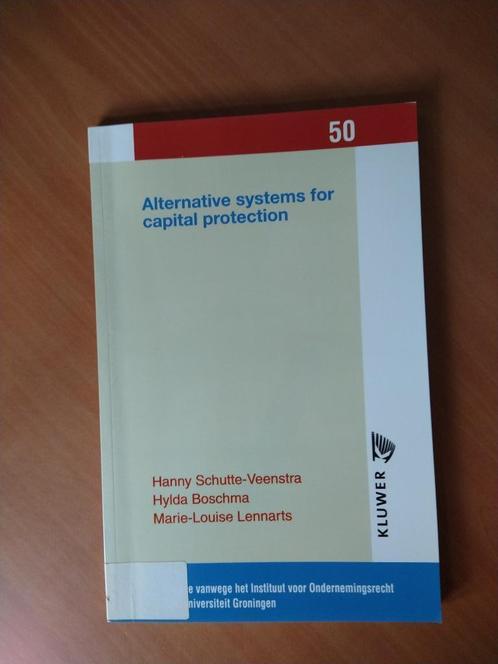 50
Alternative systems for
capital protection
Hanny Schutte-Veenstra
Hylda Boschma
Marie-Louise Lennarts
KLUWER
vanwege het Instituut voor Ondernemingsrecht
Groningen